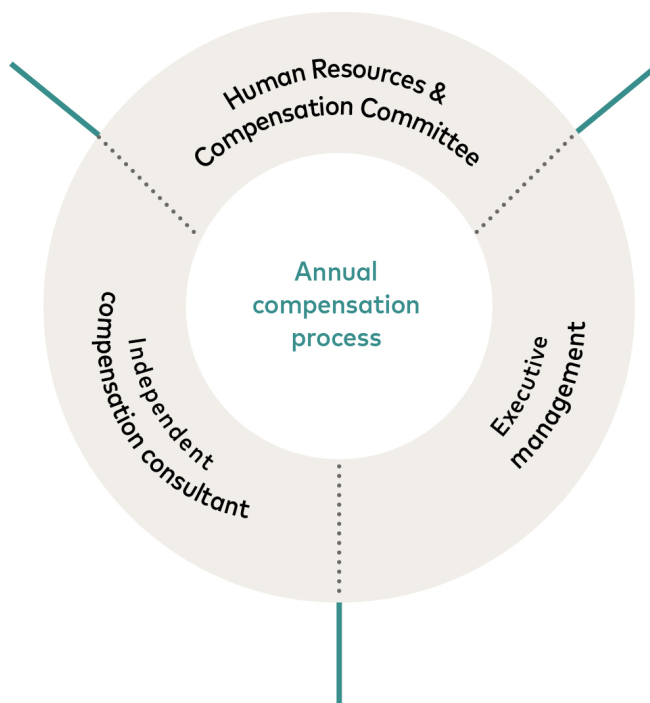 Human Resources &
Compensation Committee
Annual
compensation
process
Independent
compensation consultant
Executive
management